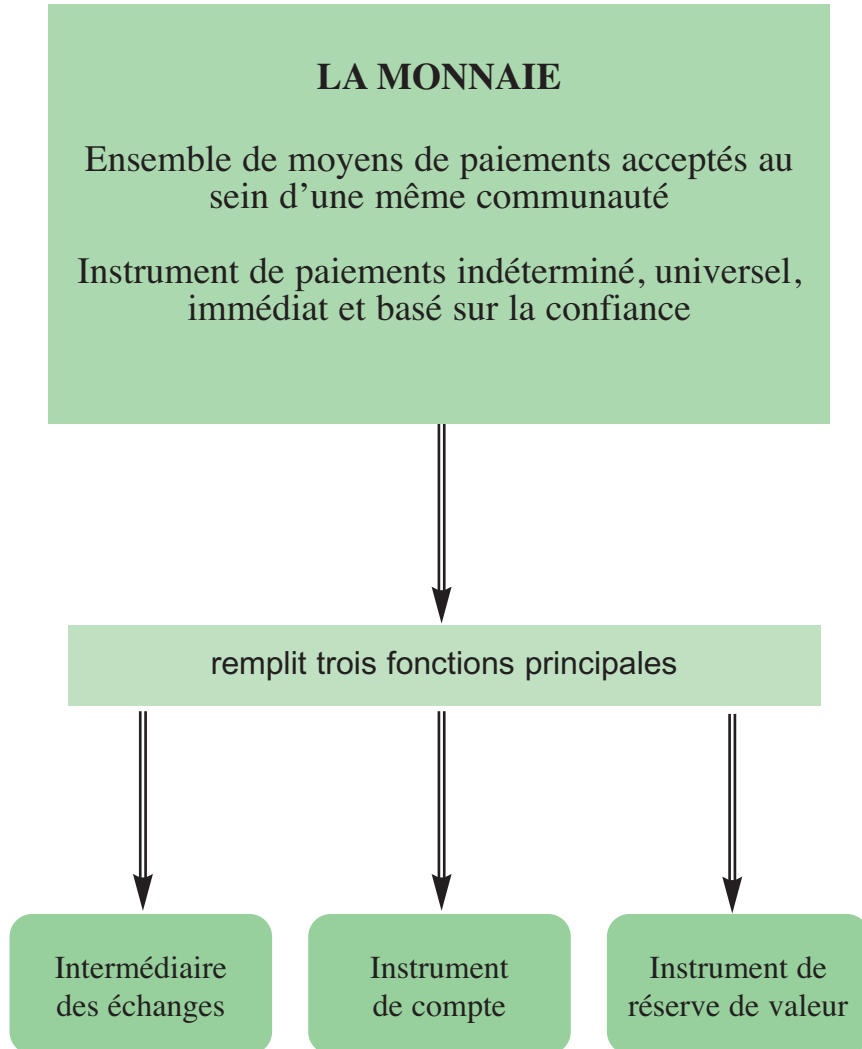 LA MONNAIE
Ensemble de moyens de paiements acceptés au
sein d’une même communauté
Instrument de paiements indéterminé, universel,
immédiat et basé sur la confiance
remplit trois fonctions principales
Intermédiaire
des échanges
Instrument
de compte
Instrument de
réserve de valeur